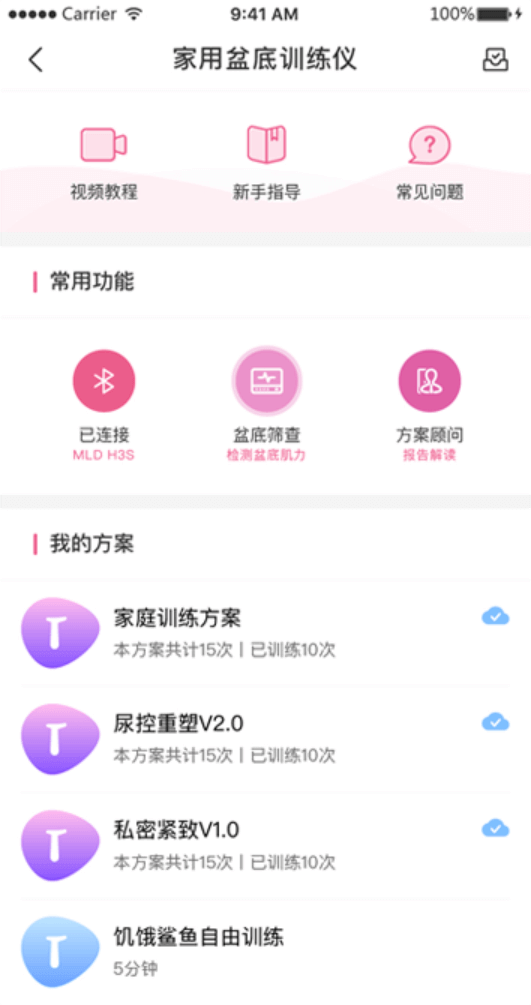 Carrier
9:41 AM
100%
家用盆底训练仪
视频教程
新手指导
常见问题
常用功能
已连接
MLD H3S
盆底筛查
检测盆底肌力
方案顾问
报告解读
我的方案
家庭训练方案
本方案共计15次丨已训练10次
尿控重塑V2.0
本方案共计15次丨已训练10次
私密紧致V1.0
本方案共计15次丨已训练10次
饥饿鲨鱼自由训练
5分钟